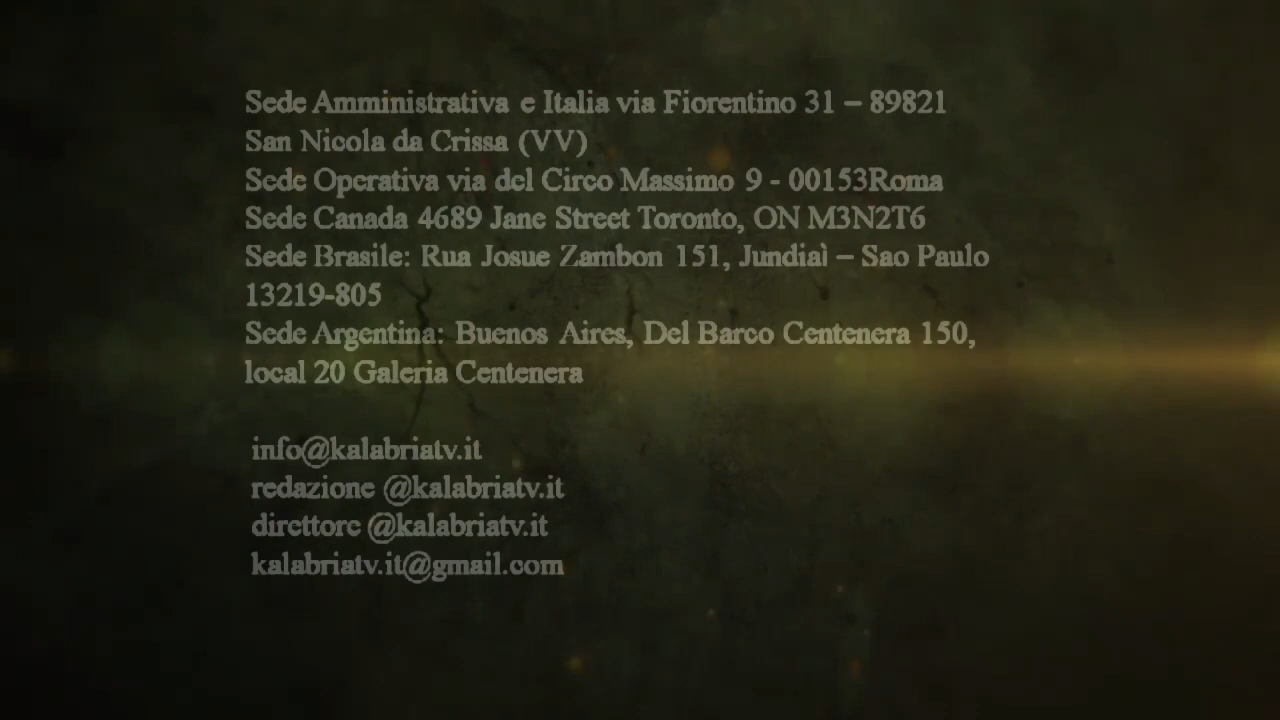 Sede Amministrativa e Italia via Fiorentino 31 – 89821
San Nicola da Crissa (VV)
Sede Operativa via del Circo Massimo 9 - 00153Roma
Sede Canada 4689 Jane Street Toronto, ON M3N2T6
Sede Brasile: Rua Josue Zambon 151, Jundiaì – Sao Paulo
13219-805
Sede Argentina: Buenos Aires, Del Barco Centenera 150,
local 20 Galeria Centenera
info@kalabriatv.it
redazione @kalabriatv.it
direttore @kalabriatv.it
kalabriatv.it@gmail.com